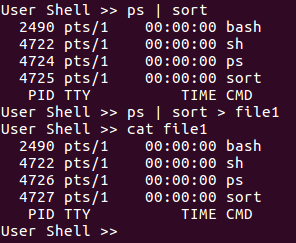 User Shell >> ps | sort
 2490 pts/1    00:00:00 bash
 4722 pts/1    00:00:00 sh
 4724 pts/1    00:00:00 ps
 4725 pts/1    00:00:00 sort
  PID TTY          TIME CMD
User Shell >> ps | sort > file1
User Shell >> cat file1
 2490 pts/1    00:00:00 bash
 4722 pts/1    00:00:00 sh
 4726 pts/1    00:00:00 ps
 4727 pts/1    00:00:00 sort
  PID TTY          TIME CMD
User Shell >>